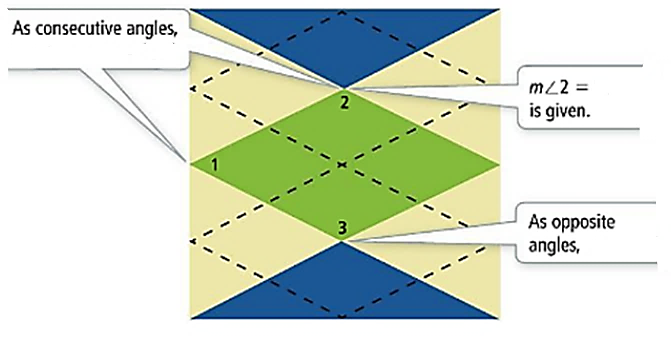 As consecutive angles,
m∠2 =
is given.
2
1
3
As opposite
angles,